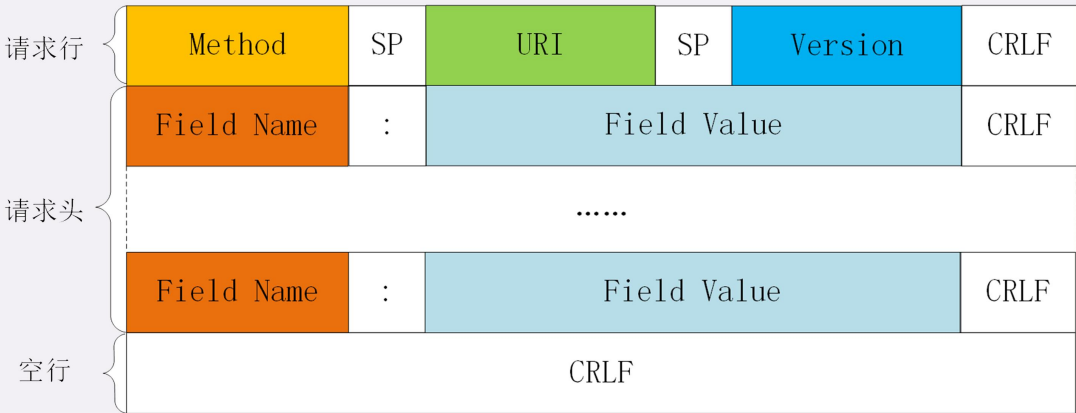 请求行 Method SP URI SP Version CRLF
Field Name : Field Value CRLF
请求头 ……
Field Name : Field Value CRLF
空行 CRLF